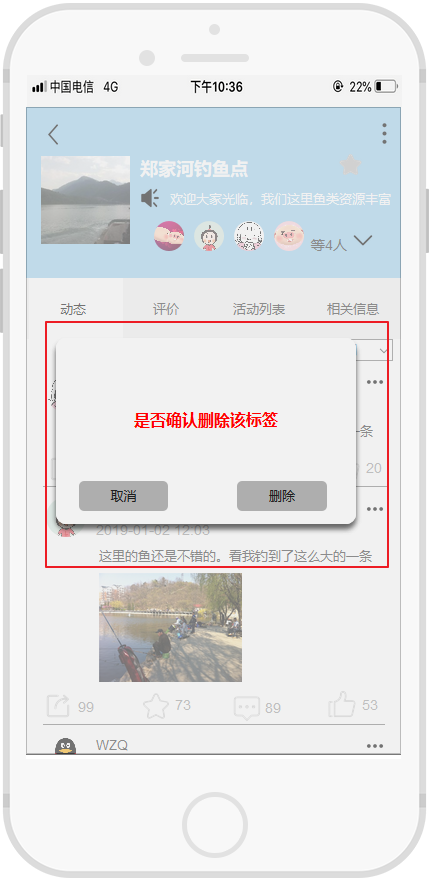 中国电信 4G 下午10:36 22%
郑家河钓鱼点
欢迎大家光临，我们这里鱼类资源丰富
等4人
动态 评价 活动列表 相关信息
是否确认删除该标签
一条
20
取消 删除
2019-01-02 12:03
这里的鱼还是不错的。看我钓到了这么大的一条
99 73 89 53
WZQ